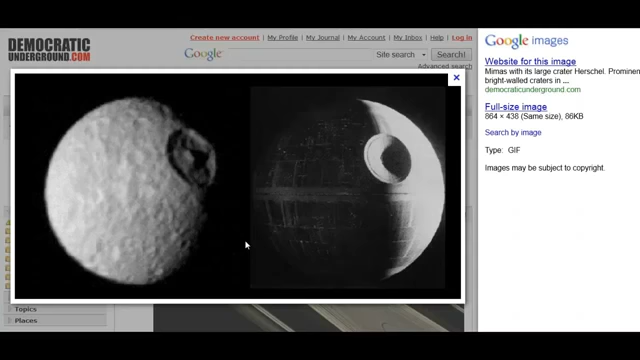 Create new account | My Profile | My Journal | My Account | My Inbox | Help | Log in
DEMOCRATIC
UNDERGROUND.COM
Google Site search Search!
Advanced search
Google images
Website for this image
Mimas with its large crater Herschel. Prominen
bright-walled craters in ...
democraticunderground.com
Full-size image
864 × 438 (Same size), 86KB
Search by image
Type: GIF
Images may be subject to copyright.
Topics
Places